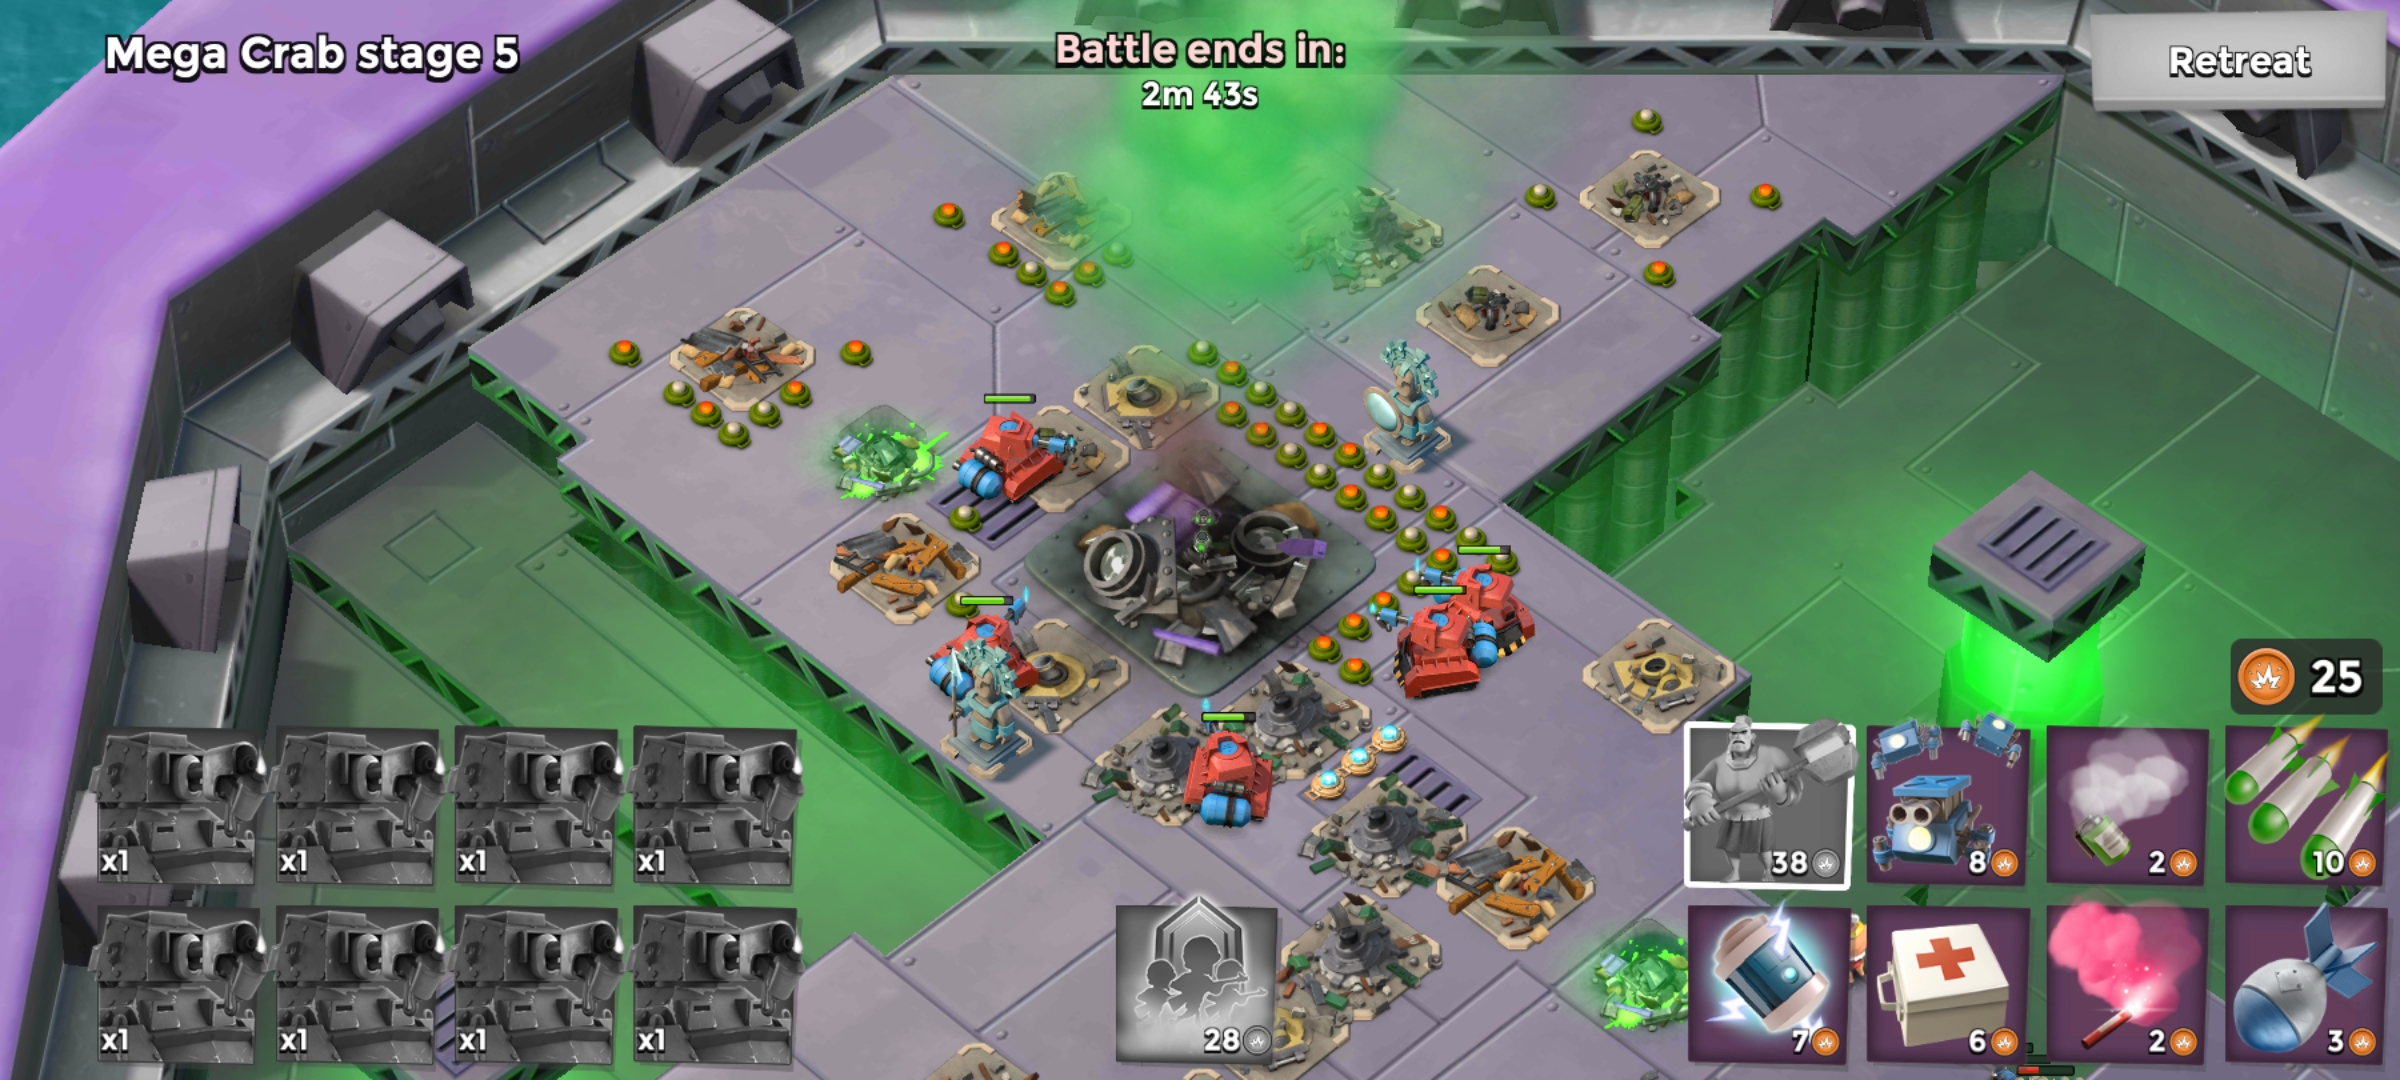 Mega Crab stage 5
Battle ends in:
2m 43s
Retreat
25
x1
x1
x1
x1
38
8
2
10
x1
x1
x1
x1
28
7
6
2
3